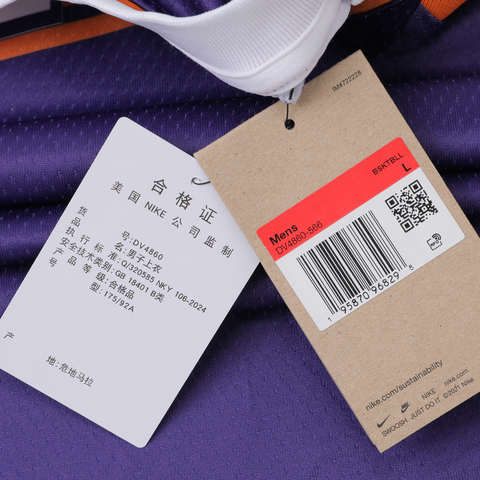 合格证
美国 NIKE 公司监制
货号:DV4860
品名:男子上衣
执行标准:Q/320585 NKY 106-2024
安全技术类别:GB 18401 B类
产品等级:合格品
号型:175/92A
产地:危地马拉
IM#722228
BSKTBLL
L
Mens
DV4860-566
1 95870 96829 8
nike.com/sustainability
NIKE nike.com
SWOOSH JUST DO IT ©2021 Nike